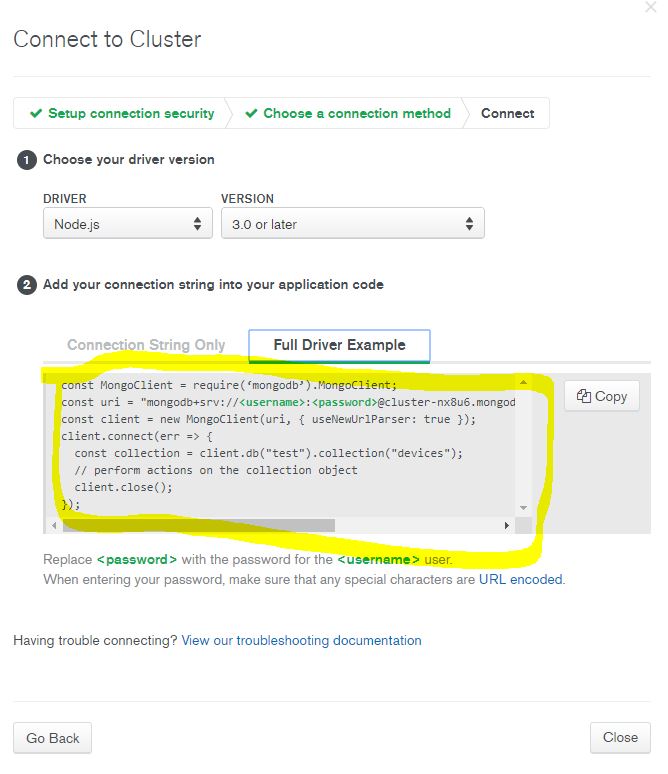 Connect to Cluster
Setup connection security
Choose a connection method
Connect
1 Choose your driver version
DRIVER
VERSION
Node.js
3.0 or later
2 Add your connection string into your application code
Connection String Only
Full Driver Example
const MongoClient = require(‘mongodb’).MongoClient;
const uri = "mongodb+srv://<username>:<password>@cluster-nx8u6.mongod
const client = new MongoClient(uri, { useNewUrlParser: true });
client.connect(err => {
const collection = client.db("test").collection("devices");
// perform actions on the collection object
client.close();
});
Copy
Replace <password> with the password for the <username> user.
When entering your password, make sure that any special characters are URL encoded.
Having trouble connecting? View our troubleshooting documentation
Go Back
Close